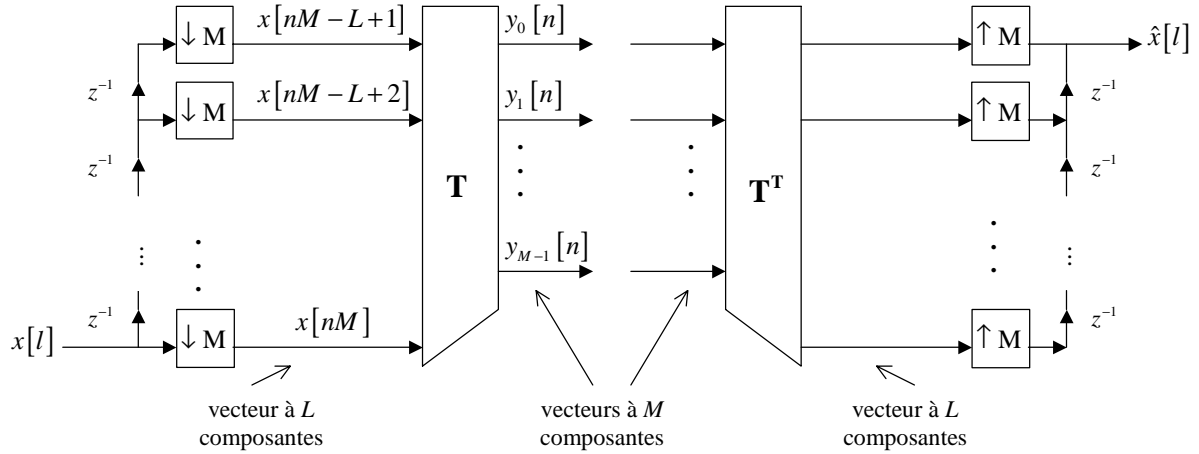 ↓ M
x[nM − L + 1]
y₀[n]
↑ M
x̂[l]
z⁻¹
z⁻¹
↓ M
x[nM − L + 2]
y₁[n]
↑ M
z⁻¹
z⁻¹
T
Tᵀ
y_{M−1}[n]
z⁻¹
z⁻¹
x[l]
↓ M
x[nM]
↑ M
vecteur à L
composantes
vecteurs à M
composantes
vecteur à L
composantes